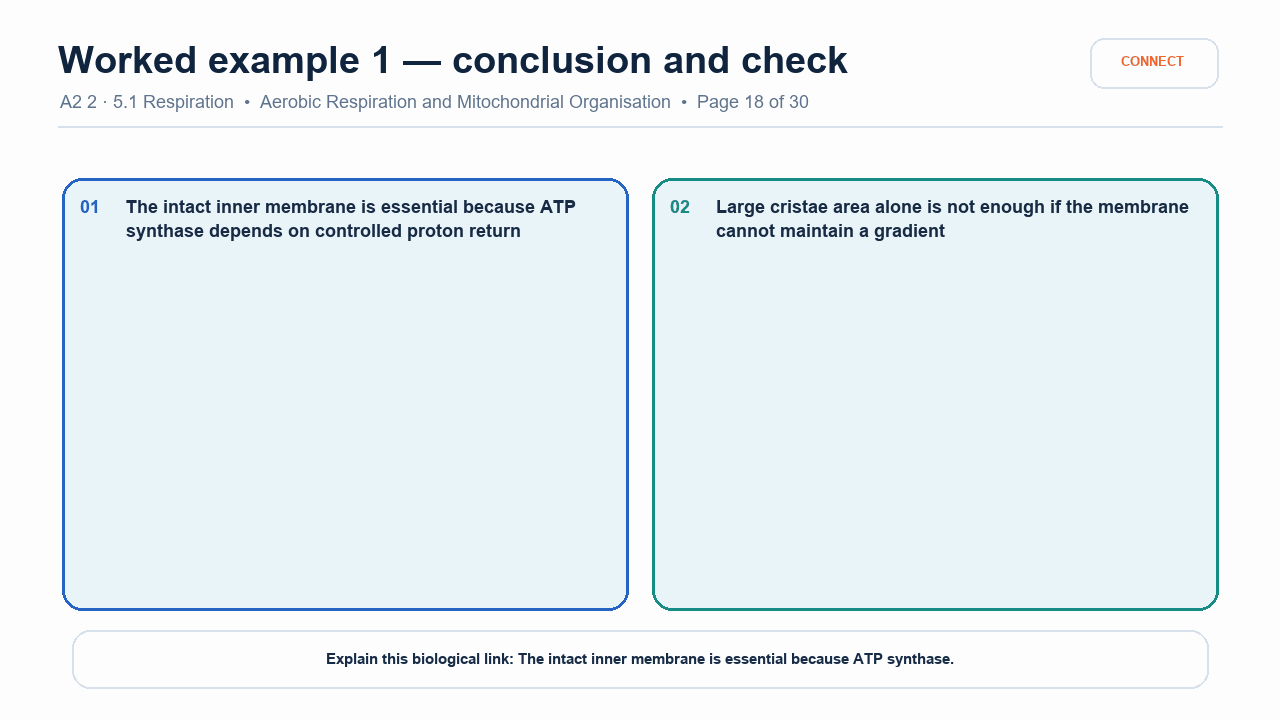 Worked example 1 — conclusion and check
CONNECT
A2 2 · 5.1 Respiration • Aerobic Respiration and Mitochondrial Organisation • Page 18 of 30
01 The intact inner membrane is essential because ATP
synthase depends on controlled proton return
02 Large cristae area alone is not enough if the membrane
cannot maintain a gradient
Explain this biological link: The intact inner membrane is essential because ATP synthase.